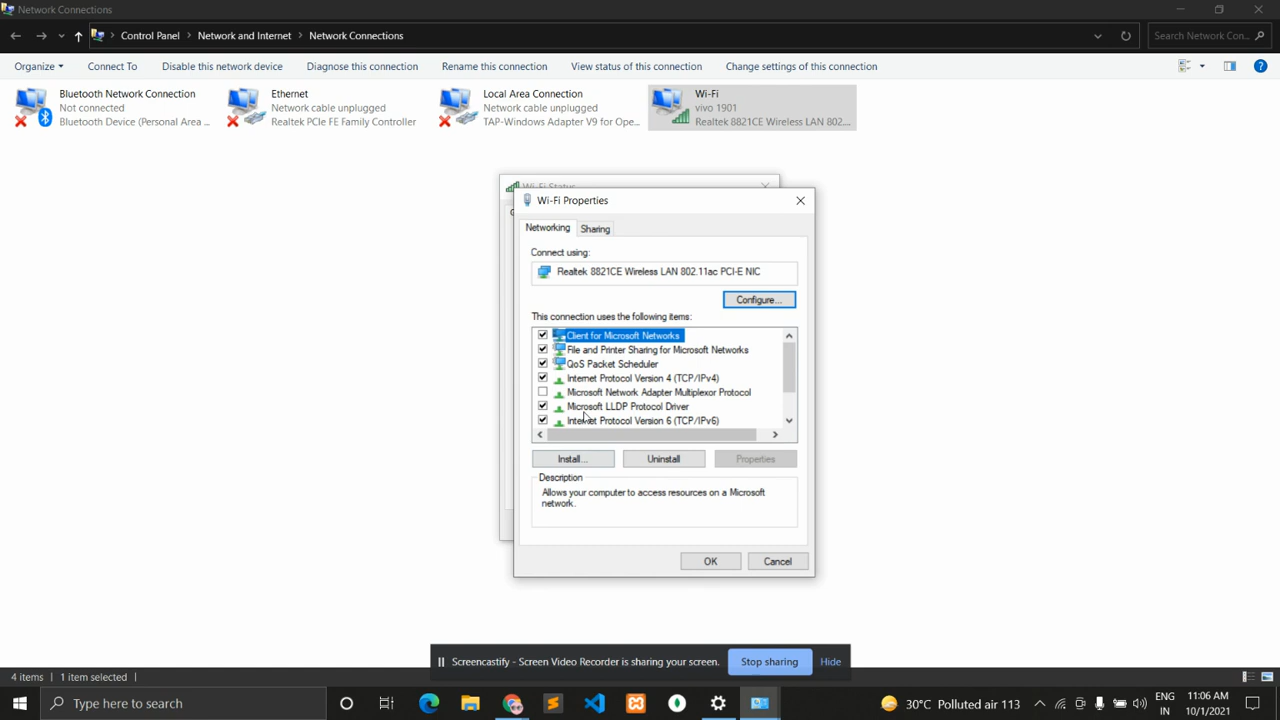 Network Connections
Control Panel
Network and Internet
Network Connections
Search Network Con...
Organize
Connect To
Disable this network device
Diagnose this connection
Rename this connection
View status of this connection
Change settings of this connection
Bluetooth Network Connection
Not connected
Bluetooth Device (Personal Area ...
Ethernet
Network cable unplugged
Realtek PCIe FE Family Controller
Local Area Connection
Network cable unplugged
TAP-Windows Adapter V9 for Ope...
Wi-Fi
vivo 1901
Realtek 8821CE Wireless LAN 802....
Wi-Fi Status
Wi-Fi Properties
Networking
Sharing
Connect using:
Realtek 8821CE Wireless LAN 802.11ac PCI-E NIC
Configure...
This connection uses the following items:
Client for Microsoft Networks
File and Printer Sharing for Microsoft Networks
QoS Packet Scheduler
Internet Protocol Version 4 (TCP/IPv4)
Microsoft Network Adapter Multiplexor Protocol
Microsoft LLDP Protocol Driver
Internet Protocol Version 6 (TCP/IPv6)
Install...
Uninstall
Properties
Description
Allows your computer to access resources on a Microsoft
network.
OK
Cancel
Screencastify - Screen Video Recorder is sharing your screen.
Stop sharing
Hide
4 items
1 item selected
Type here to search
30°C Polluted air 113
ENG
IN
11:06 AM
10/1/2021